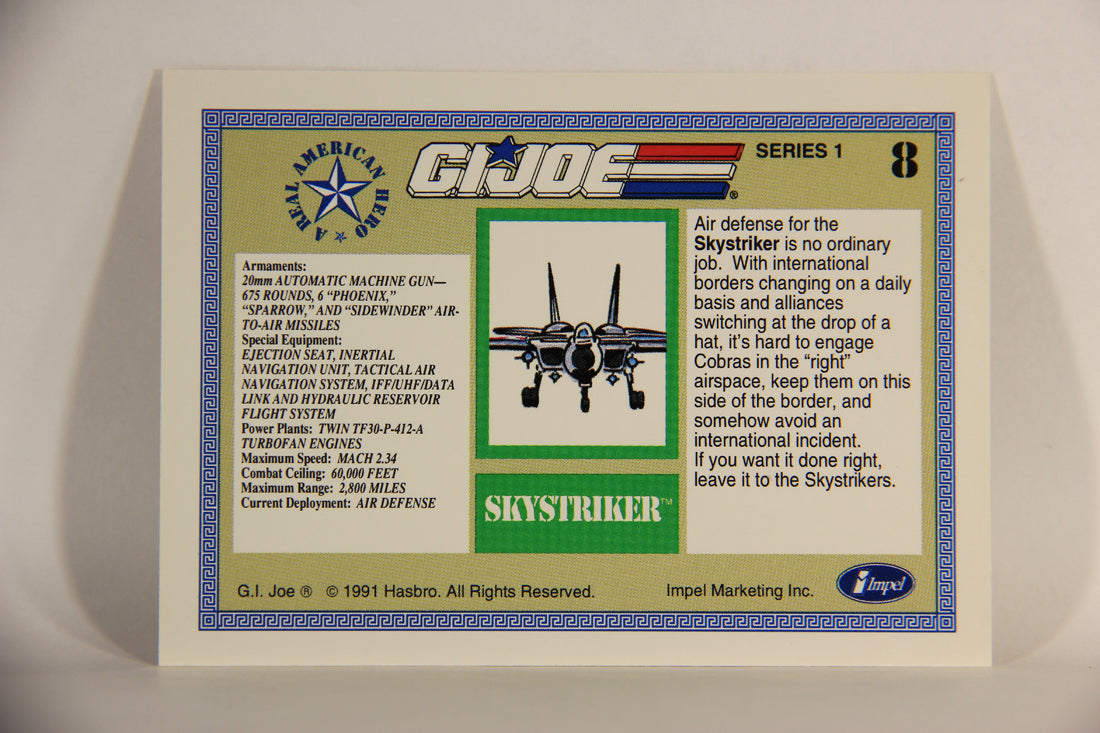 A REAL AMERICAN HERO
G.I. JOE ®
SERIES 1
8
Armaments:
20mm AUTOMATIC MACHINE GUN—
675 ROUNDS, 6 “PHOENIX,”
“SPARROW,” AND “SIDEWINDER” AIR-
TO-AIR MISSILES
Special Equipment:
EJECTION SEAT, INERTIAL
NAVIGATION UNIT, TACTICAL AIR
NAVIGATION SYSTEM, IFF/UHF/DATA
LINK AND HYDRAULIC RESERVOIR
FLIGHT SYSTEM
Power Plants: TWIN TF30-P-412-A
TURBOFAN ENGINES
Maximum Speed: MACH 2.34
Combat Ceiling: 60,000 FEET
Maximum Range: 2,800 MILES
Current Deployment: AIR DEFENSE
SKYSTRIKER™
Air defense for the
Skystriker is no ordinary
job. With international
borders changing on a daily
basis and alliances
switching at the drop of a
hat, it’s hard to engage
Cobras in the “right”
airspace, keep them on this
side of the border, and
somehow avoid an
international incident.
If you want it done right,
leave it to the Skystrikers.
G.I. Joe ® © 1991 Hasbro. All Rights Reserved.
Impel Marketing Inc.
Impel